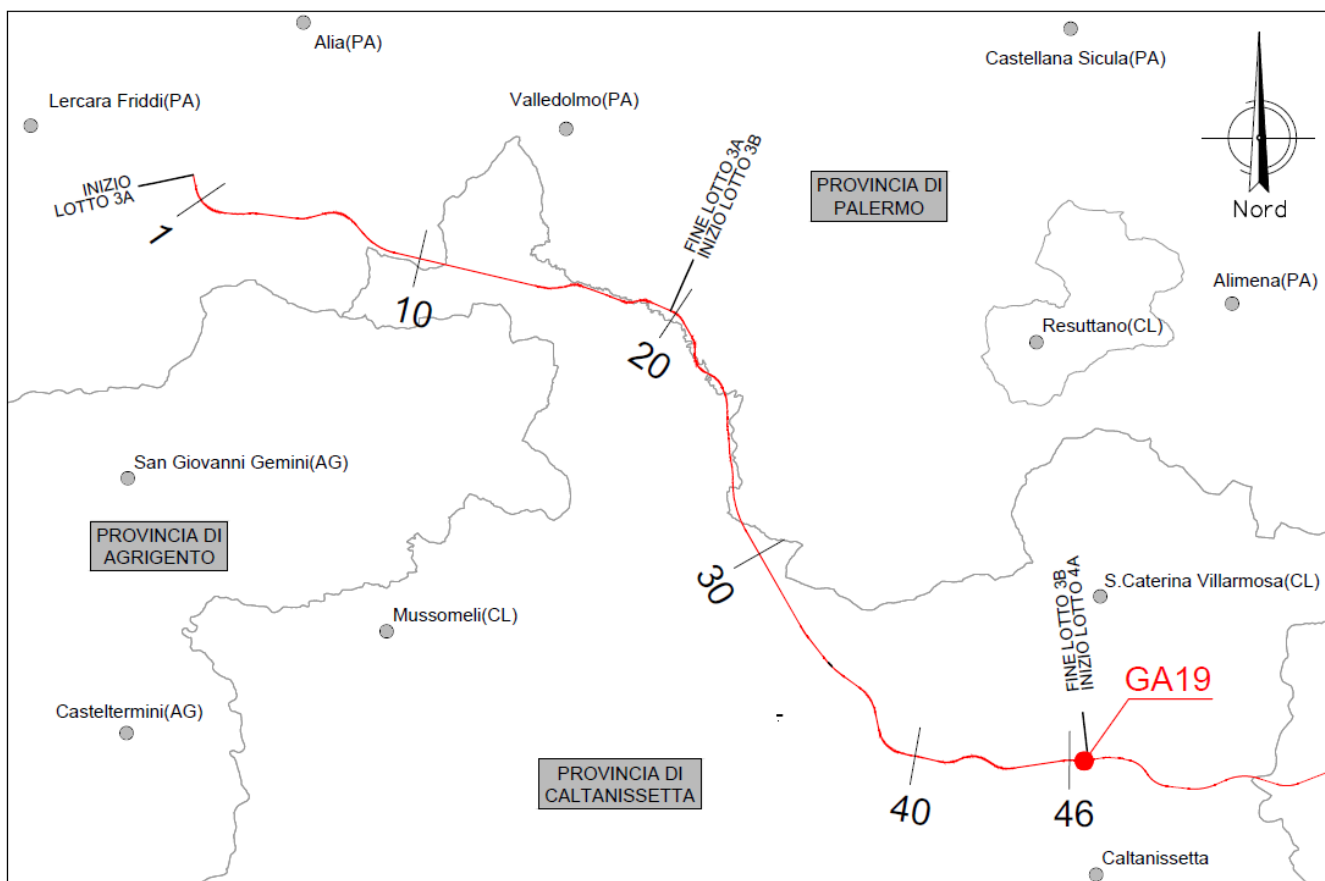 Alia(PA)
Castellana Sicula(PA)
Lercara Friddi(PA)
Valledolmo(PA)
INIZIO
LOTTO 3A
FINE LOTTO 3A
INIZIO LOTTO 3B
PROVINCIA DI
PALERMO
Nord
1
10
20
Alimena(PA)
Resuttano(CL)
San Giovanni Gemini(AG)
PROVINCIA DI
AGRIGENTO
30
S.Caterina Villarmosa(CL)
Mussomeli(CL)
FINE LOTTO 3B
INIZIO LOTTO 4A
GA19
Casteltermini(AG)
PROVINCIA DI
CALTANISSETTA
40
46
Caltanissetta